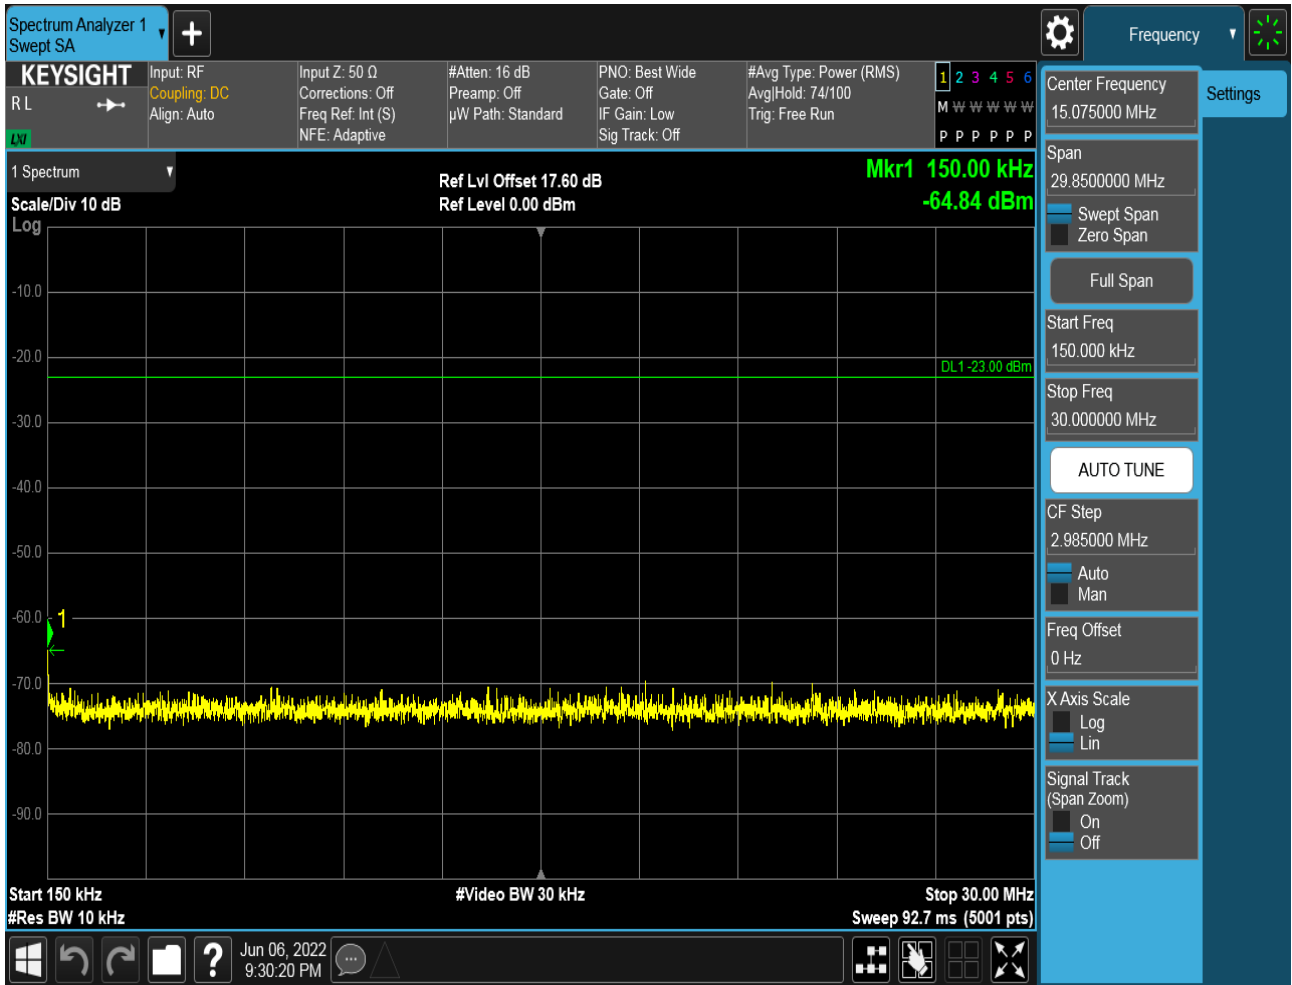 Spectrum Analyzer 1
Swept SA
Frequency
KEYSIGHT
R L
LXI
Input: RF
Coupling: DC
Align: Auto
Input Z: 50 Ω
Corrections: Off
Freq Ref: Int (S)
NFE: Adaptive
#Atten: 16 dB
Preamp: Off
µW Path: Standard
PNO: Best Wide
Gate: Off
IF Gain: Low
Sig Track: Off
#Avg Type: Power (RMS)
Avg|Hold: 74/100
Trig: Free Run
1 2 3 4 5 6
M W W W W W
P P P P P P
1 Spectrum
Scale/Div 10 dB
Log
Ref Lvl Offset 17.60 dB
Ref Level 0.00 dBm
Mkr1 150.00 kHz
-64.84 dBm
-10.0
-20.0
DL1 -23.00 dBm
-30.0
-40.0
-50.0
-60.0
1
-70.0
-80.0
-90.0
Start 150 kHz
#Video BW 30 kHz
Stop 30.00 MHz
#Res BW 10 kHz
Sweep 92.7 ms (5001 pts)
?
Jun 06, 2022
9:30:20 PM
Center Frequency
15.075000 MHz
Span
29.8500000 MHz
Swept Span
Zero Span
Full Span
Start Freq
150.000 kHz
Stop Freq
30.000000 MHz
AUTO TUNE
CF Step
2.985000 MHz
Auto
Man
Freq Offset
0 Hz
X Axis Scale
Log
Lin
Signal Track
(Span Zoom)
On
Off
Settings